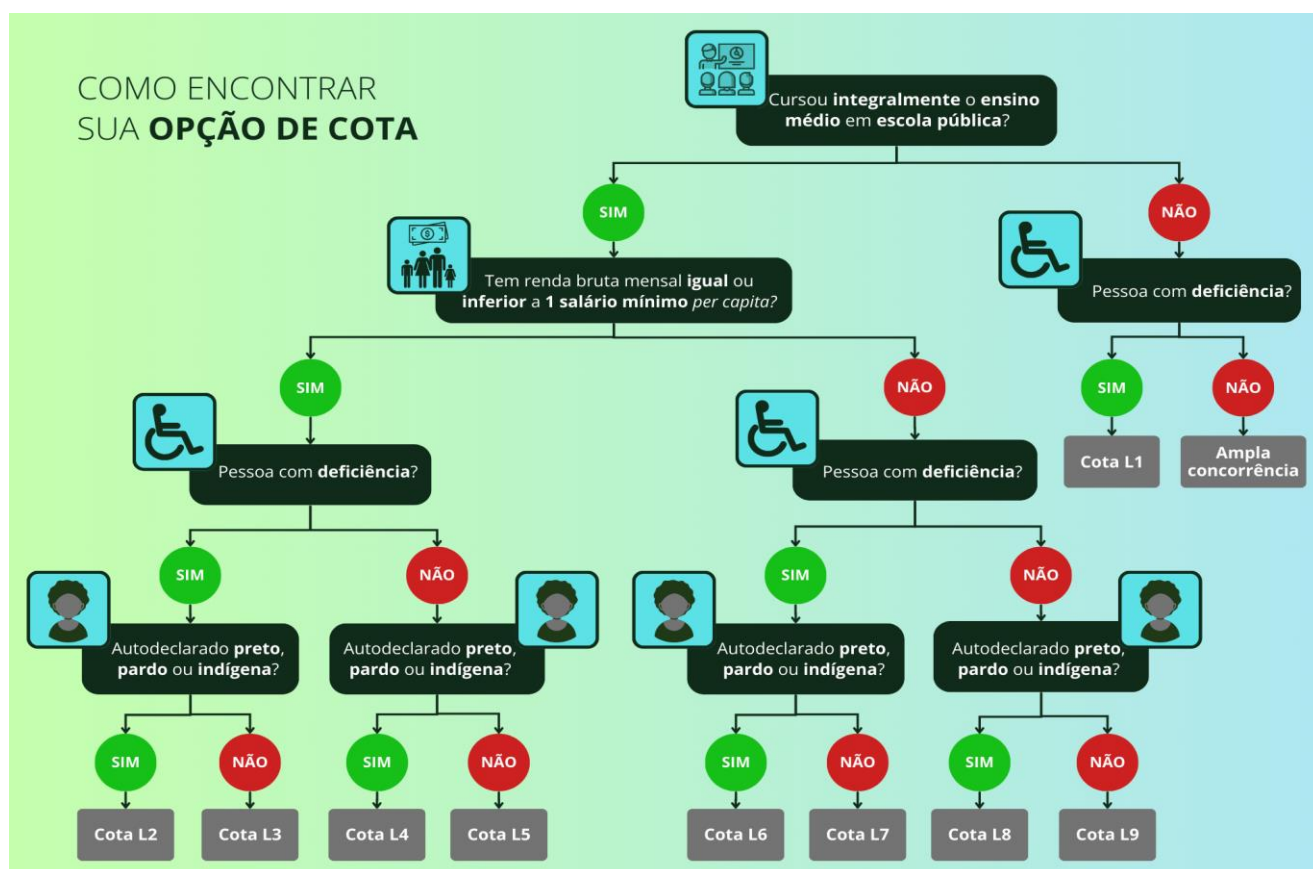 COMO ENCONTRAR
SUA OPÇÃO DE COTA
Cursou integralmente o ensino
médio em escola pública?
SIM
NÃO
Tem renda bruta mensal igual ou
inferior a 1 salário mínimo per capita?
Pessoa com deficiência?
SIM
NÃO
SIM
NÃO
Cota L1
Ampla
concorrência
Pessoa com deficiência?
Pessoa com deficiência?
SIM
NÃO
SIM
NÃO
Autodeclarado preto,
pardo ou indígena?
Autodeclarado preto,
pardo ou indígena?
Autodeclarado preto,
pardo ou indígena?
Autodeclarado preto,
pardo ou indígena?
SIM
NÃO
SIM
NÃO
SIM
NÃO
SIM
NÃO
Cota L2
Cota L3
Cota L4
Cota L5
Cota L6
Cota L7
Cota L8
Cota L9